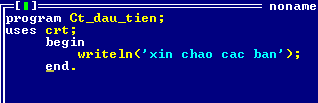 [■] noname
program Ct_dau_tien;
uses crt;
begin
writeln('xin chao cac ban');
end.